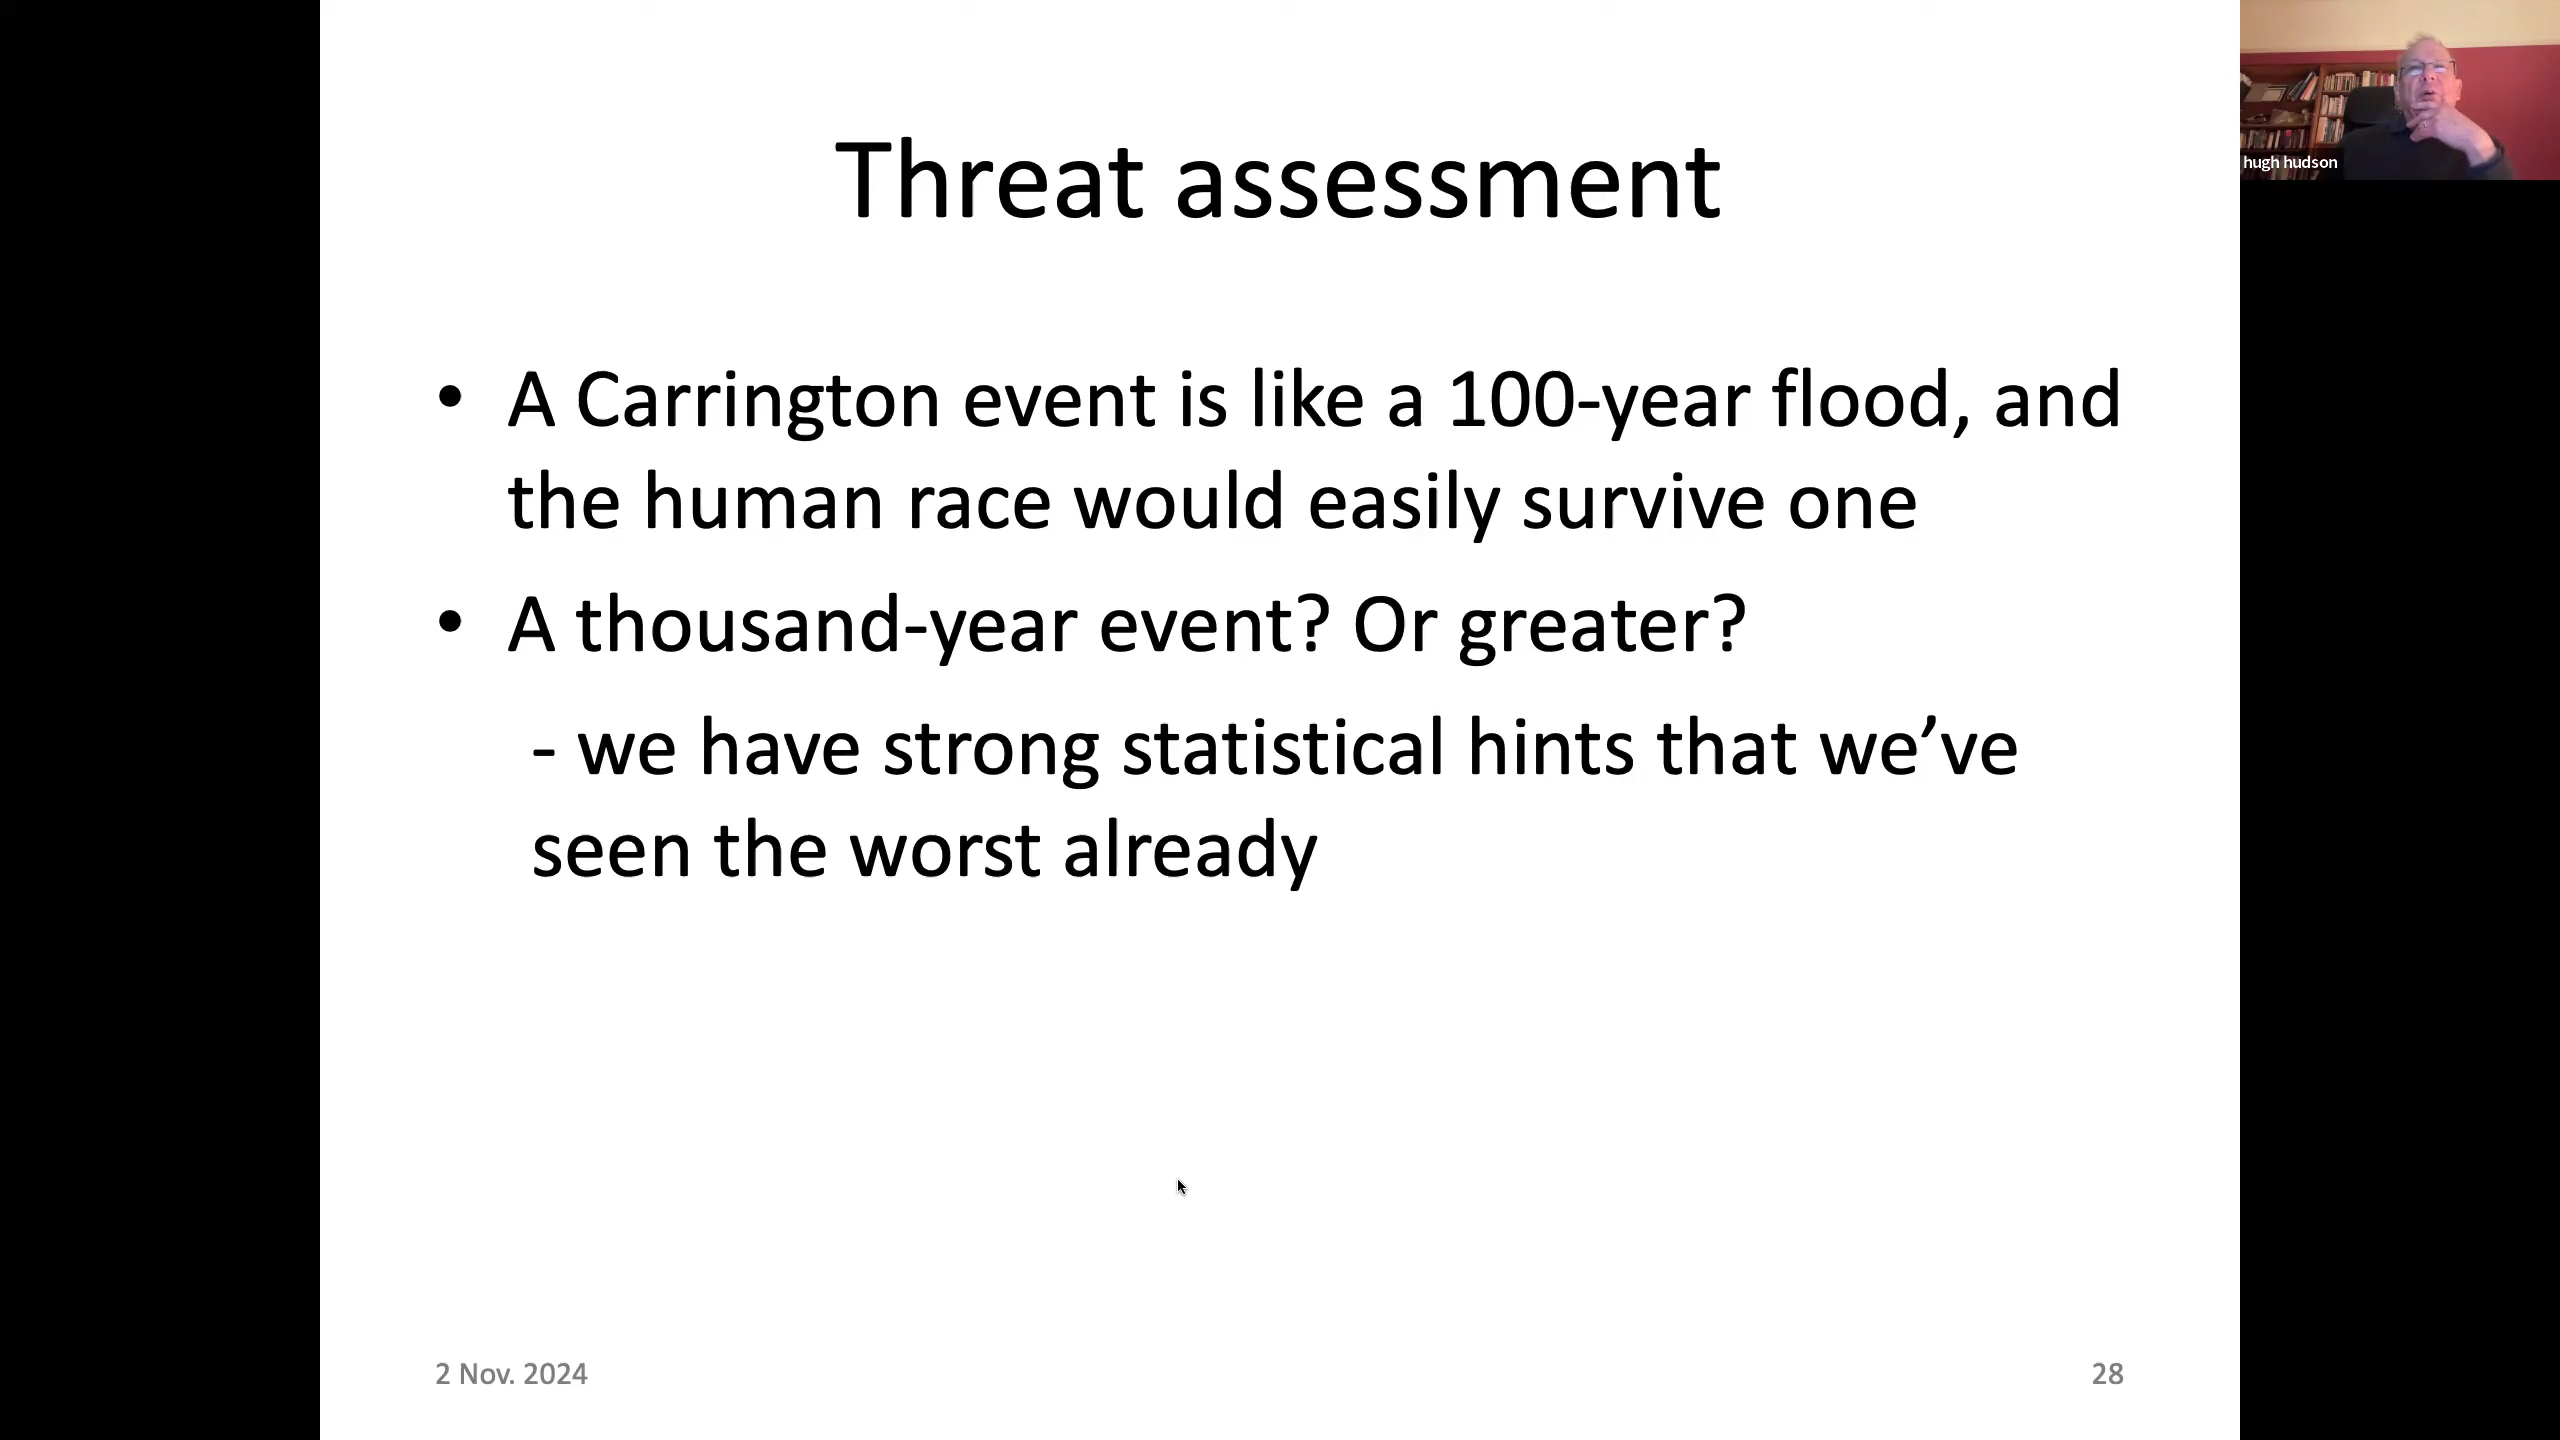 Threat assessment
• A Carrington event is like a 100-year flood, and
the human race would easily survive one
• A thousand-year event? Or greater?
- we have strong statistical hints that we’ve
seen the worst already
2 Nov. 2024
28
hugh hudson